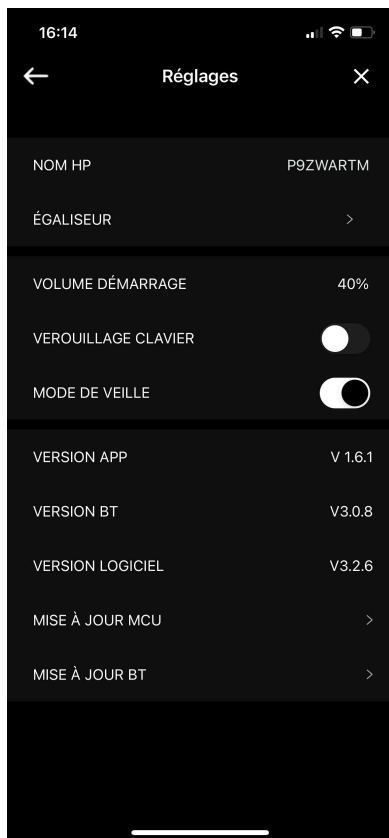 16:14
Réglages
NOM HP P9ZWARTM
ÉGALISEUR
VOLUME DÉMARRAGE 40%
VEROUILLAGE CLAVIER
MODE DE VEILLE
VERSION APP V 1.6.1
VERSION BT V3.0.8
VERSION LOGICIEL V3.2.6
MISE À JOUR MCU
MISE À JOUR BT